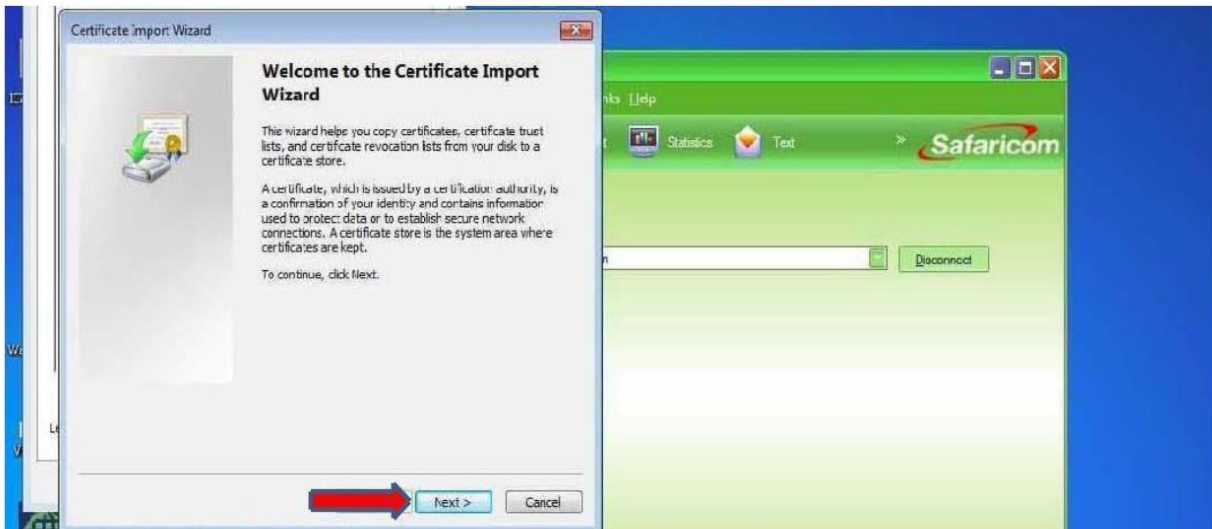 Certificate Import Wizard
Welcome to the Certificate Import
Wizard
This wizard helps you copy certificates, certificate trust
lists, and certificate revocation lists from your disk to a
certificate store.
A certificate, which is issued by a certification authority, is
a confirmation of your identity and contains information
used to protect data or to establish secure network
connections. A certificate store is the system area where
certificates are kept.
To continue, click Next.
Next >
Cancel
Help
Statistics
Text
»
Safaricom
Disconnect